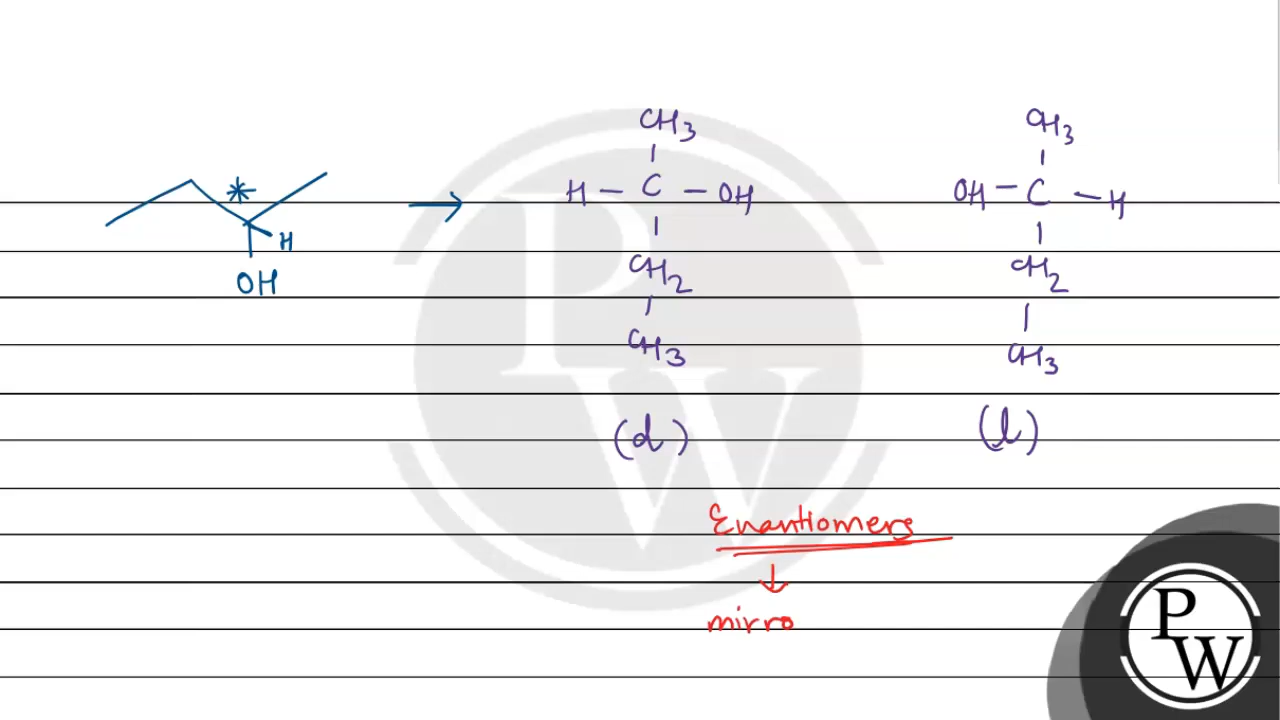 *
H
OH
→
CH3
H - C - OH
CH2
CH3
(d)
CH3
OH - C - H
CH2
CH3
(l)
Enantiomers
↓
mirro
P
W
P
W